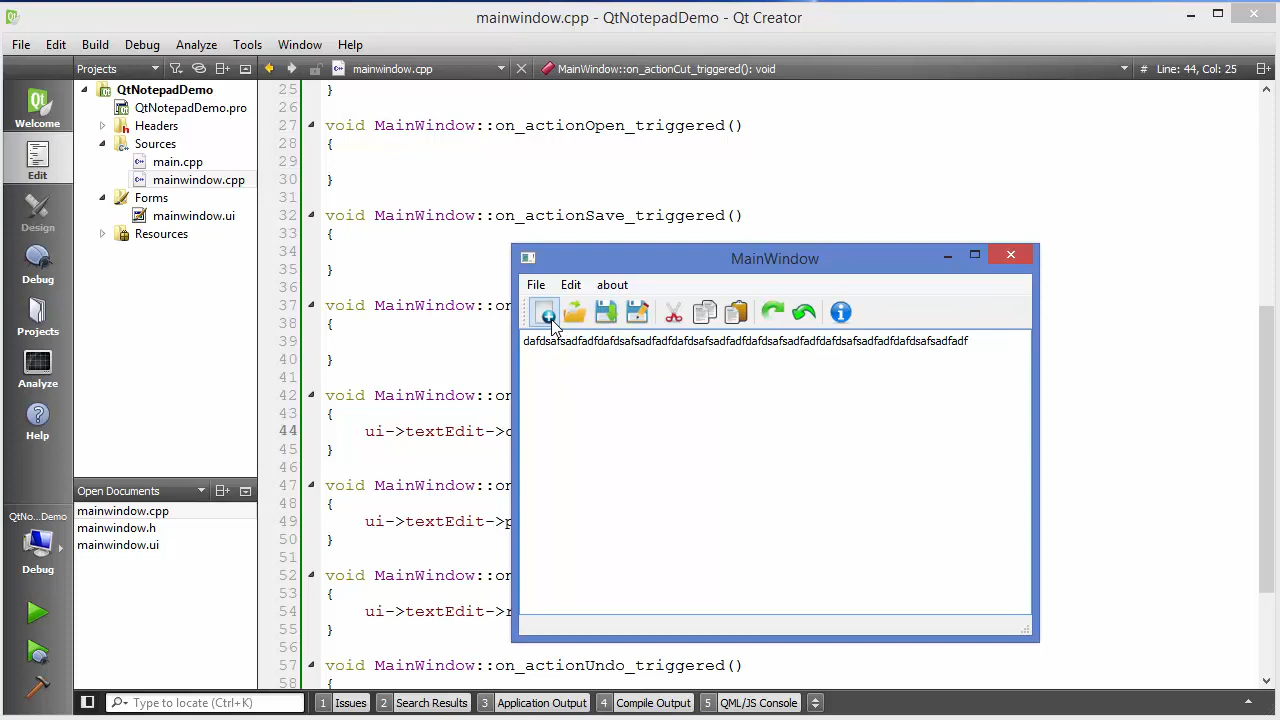 mainwindow.cpp - QtNotepadDemo - Qt Creator
File Edit Build Debug Analyze Tools Window Help
Projects mainwindow.cpp MainWindow::on_actionCut_triggered(): void # Line: 44, Col: 25
Welcome
Edit
Design
Debug
Projects
Analyze
Help
QtNo...Demo
Debug
QtNotepadDemo
QtNotepadDemo.pro
Headers
Sources
main.cpp
mainwindow.cpp
Forms
mainwindow.ui
Resources
Open Documents
mainwindow.cpp
mainwindow.h
mainwindow.ui
25 }
26
27 void MainWindow::on_actionOpen_triggered()
28 {
29
30 }
31
32 void MainWindow::on_actionSave_triggered()
33 {
34
35 }
36
37 void MainWindow::on
38 {
39
40 }
41
42 void MainWindow::on
43 {
44 ui->textEdit->c
45 }
46
47 void MainWindow::on
48 {
49 ui->textEdit->p
50 }
51
52 void MainWindow::on
53 {
54 ui->textEdit->r
55 }
56
57 void MainWindow::on_actionUndo_triggered()
58 {
MainWindow
File Edit about
Type to locate (Ctrl+K) 1 Issues 2 Search Results 3 Application Output 4 Compile Output 5 QML/JS Console